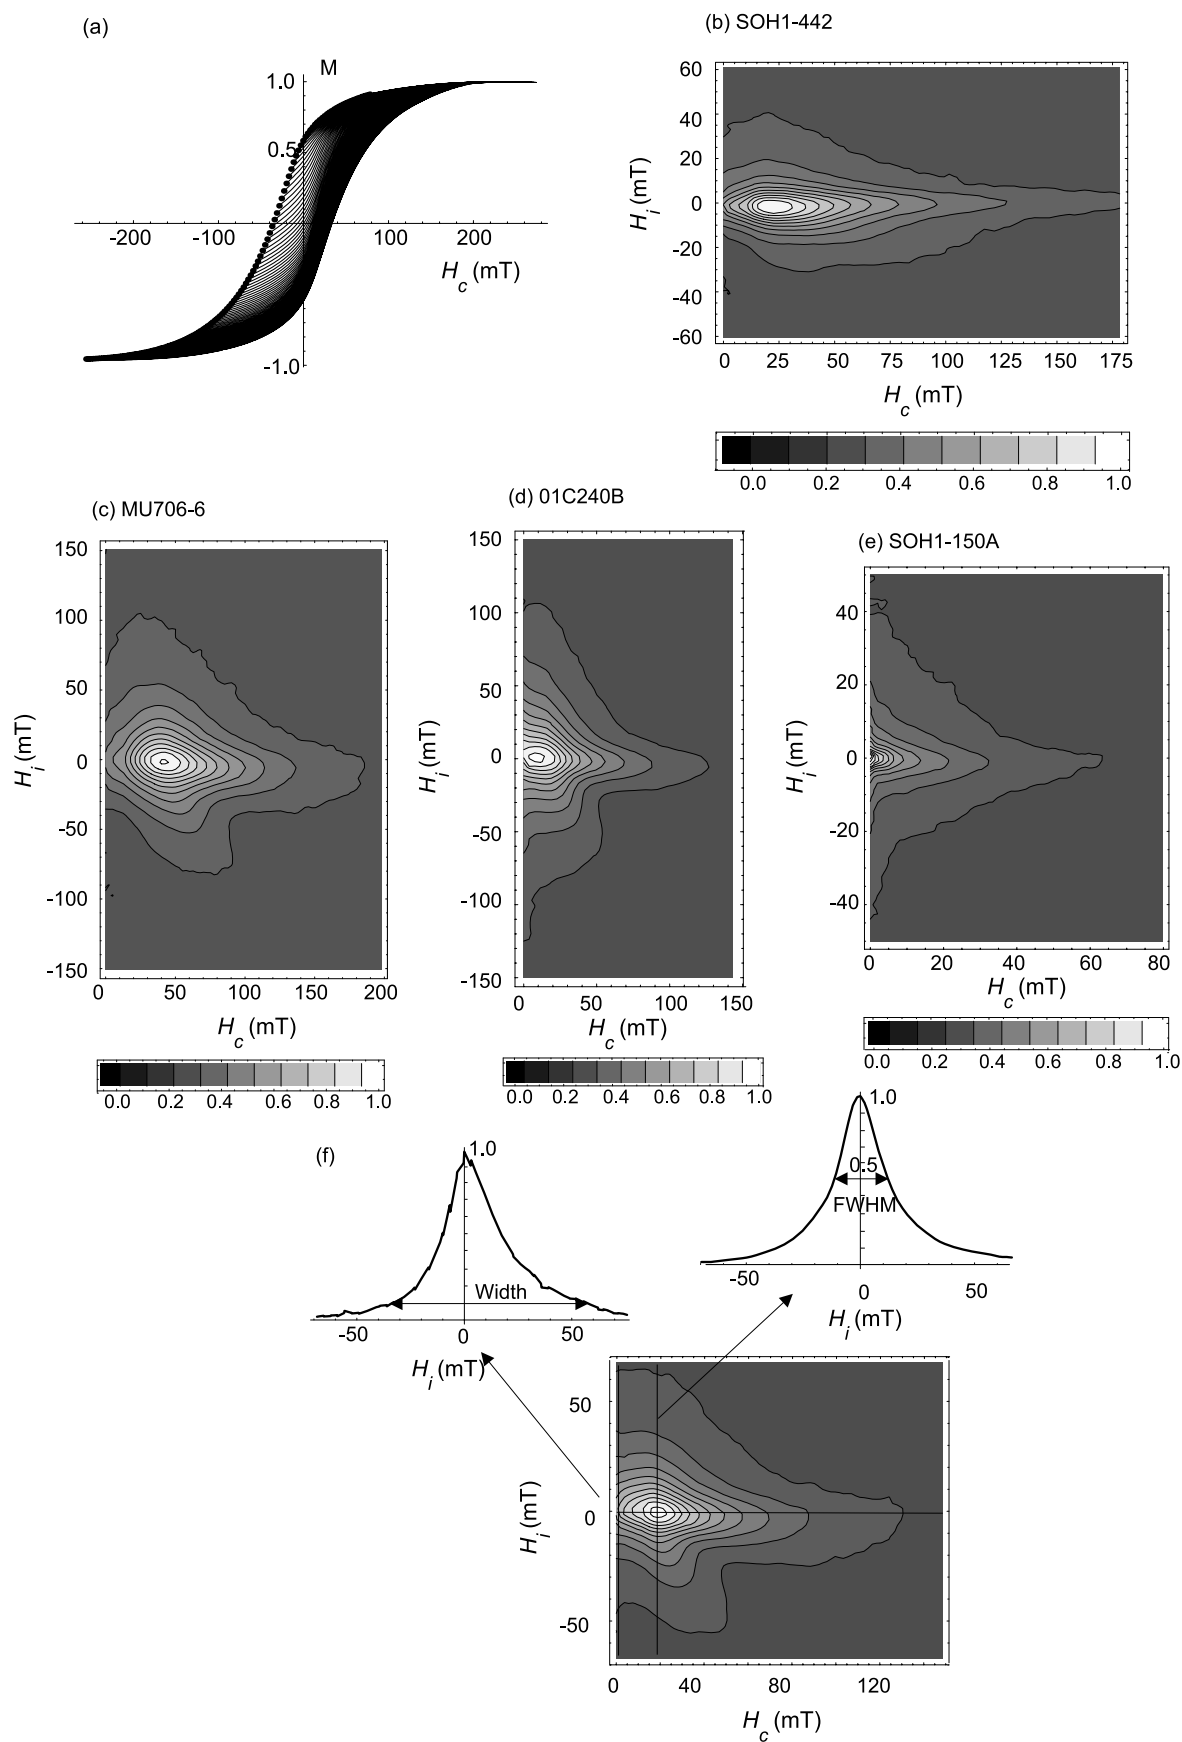 (a)
M
1.0
0.5
-200 -100 100 200
H_c (mT)
-1.0
(b) SOH1-442
60
40
20
0
-20
-40
-60
H_i (mT)
0 25 50 75 100 125 150 175
H_c (mT)
0.0 0.2 0.4 0.6 0.8 1.0
(c) MU706-6
150
100
50
0
-50
-100
-150
H_i (mT)
0 50 100 150 200
H_c (mT)
0.0 0.2 0.4 0.6 0.8 1.0
(d) 01C240B
150
100
50
0
-50
-100
-150
H_i (mT)
0 50 100 150
H_c (mT)
0.0 0.2 0.4 0.6 0.8 1.0
(e) SOH1-150A
40
20
0
-20
-40
H_i (mT)
0 20 40 60 80
H_c (mT)
0.0 0.2 0.4 0.6 0.8 1.0
(f)
1.0
Width
-50 0 50
H_i (mT)
1.0
0.5
FWHM
-50 0 50
H_i (mT)
50
0
-50
H_i (mT)
0 40 80 120
H_c (mT)